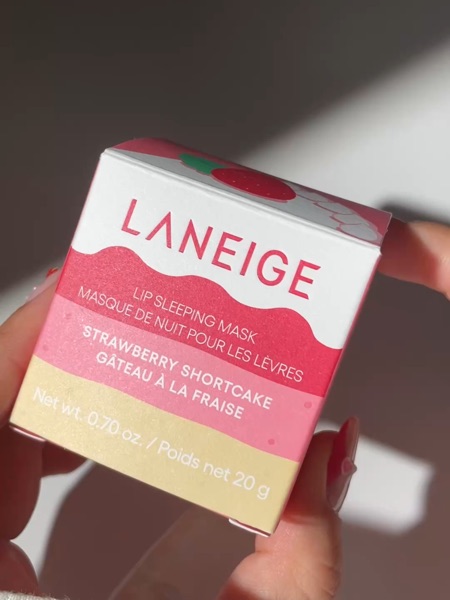 LANEIGE
LIP SLEEPING MASK
MASQUE DE NUIT POUR LES LÈVRES
STRAWBERRY SHORTCAKE
GÂTEAU À LA FRAISE
Net wt. 0.70 oz. / Poids net 20 g